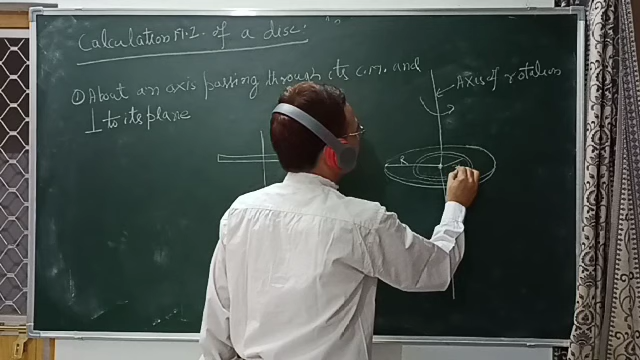 Calculation M.I. of a disc:
① About an axis passing through its C.M. and
⊥ to its plane
Axis of rotation
R